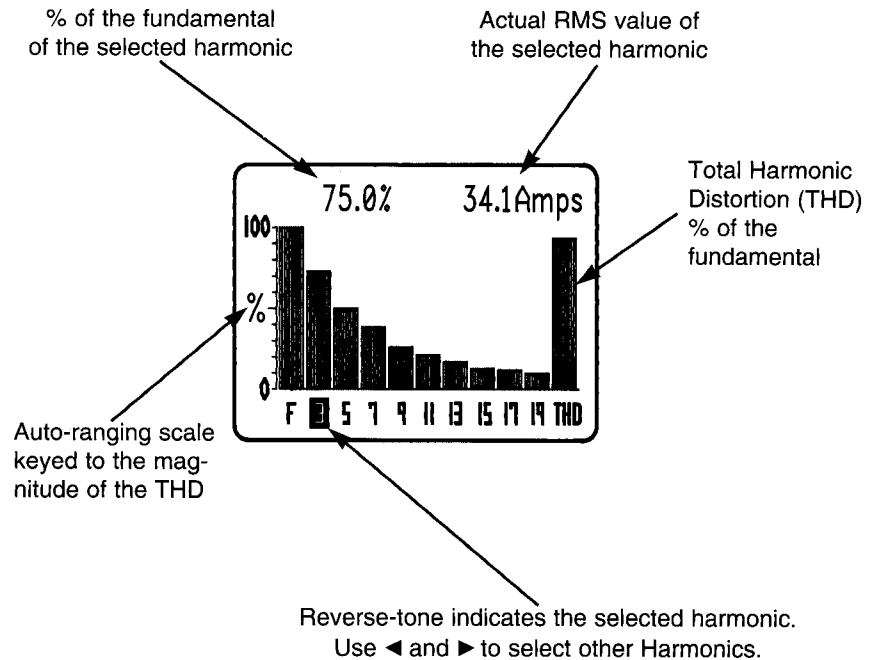 % of the fundamental
of the selected harmonic
Actual RMS value of
the selected harmonic
75.0%
34.1Amps
Total Harmonic
Distortion (THD)
% of the
fundamental
100
%
0
F 3 5 7 9 11 13 15 17 19 THD
Auto-ranging scale
keyed to the mag-
nitude of the THD
Reverse-tone indicates the selected harmonic.
Use ◄ and ► to select other Harmonics.